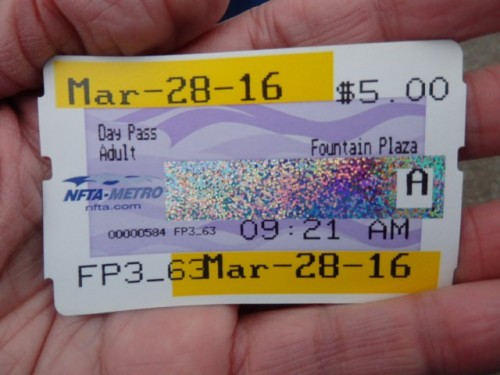 Mar-28-16 $5.00
Day Pass
Adult Fountain Plaza
A
NFTA-METRO
nfta.com
00000584 FP3_63 09:21 AM
FP3_63 Mar-28-16